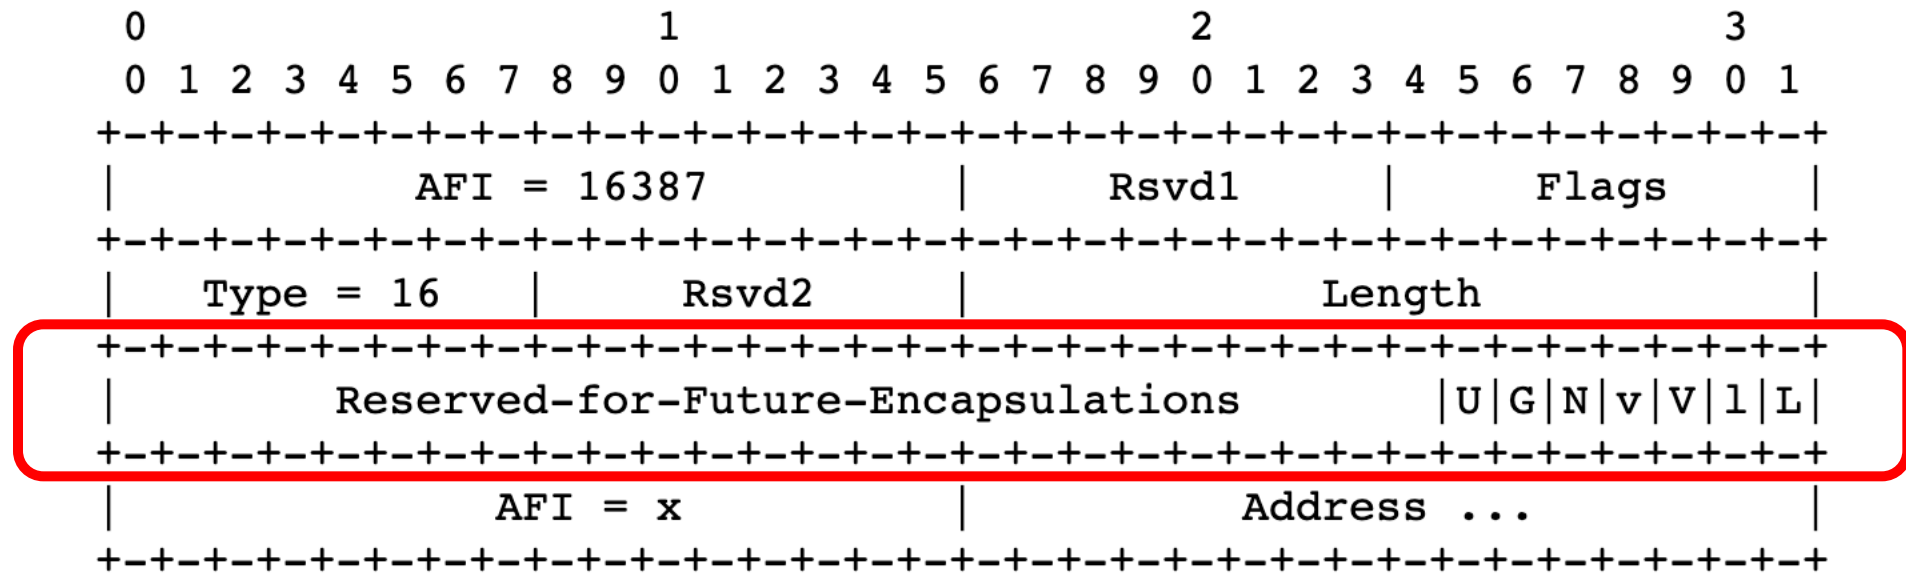 0                   1                   2                   3
 0 1 2 3 4 5 6 7 8 9 0 1 2 3 4 5 6 7 8 9 0 1 2 3 4 5 6 7 8 9 0 1
+-+-+-+-+-+-+-+-+-+-+-+-+-+-+-+-+-+-+-+-+-+-+-+-+-+-+-+-+-+-+-+-+
|           AFI = 16387         |     Rsvd1     |     Flags     |
+-+-+-+-+-+-+-+-+-+-+-+-+-+-+-+-+-+-+-+-+-+-+-+-+-+-+-+-+-+-+-+-+
|   Type = 16   |     Rsvd2     |             Length            |
+-+-+-+-+-+-+-+-+-+-+-+-+-+-+-+-+-+-+-+-+-+-+-+-+-+-+-+-+-+-+-+-+
|        Reserved-for-Future-Encapsulations       |U|G|N|v|V|l|L|
+-+-+-+-+-+-+-+-+-+-+-+-+-+-+-+-+-+-+-+-+-+-+-+-+-+-+-+-+-+-+-+-+
|              AFI = x          |          Address ...          |
+-+-+-+-+-+-+-+-+-+-+-+-+-+-+-+-+-+-+-+-+-+-+-+-+-+-+-+-+-+-+-+-+